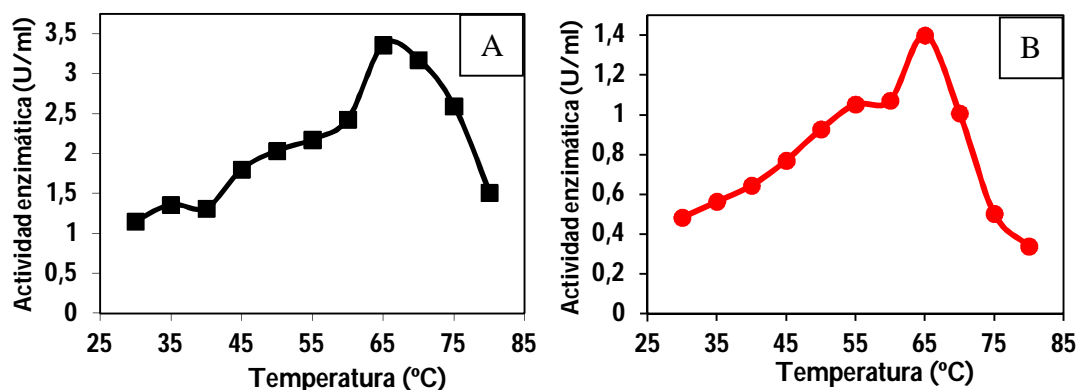 A
Actividad enzimática (U/ml)
3,5
3
2,5
2
1,5
1
0,5
0
25 35 45 55 65 75 85
Temperatura (ºC)
B
Actividad enzimática (U/ml)
1,4
1,2
1
0,8
0,6
0,4
0,2
0
25 35 45 55 65 75 85
Temperatura (ºC)